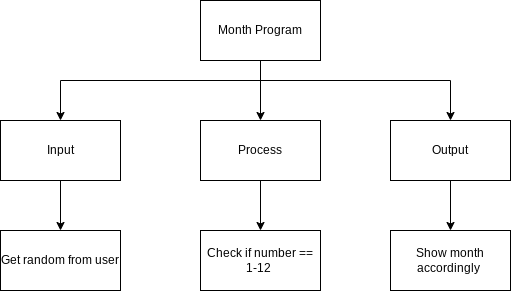 Month Program
Input
Process
Output
Get random from user
Check if number ==
1-12
Show month
accordingly